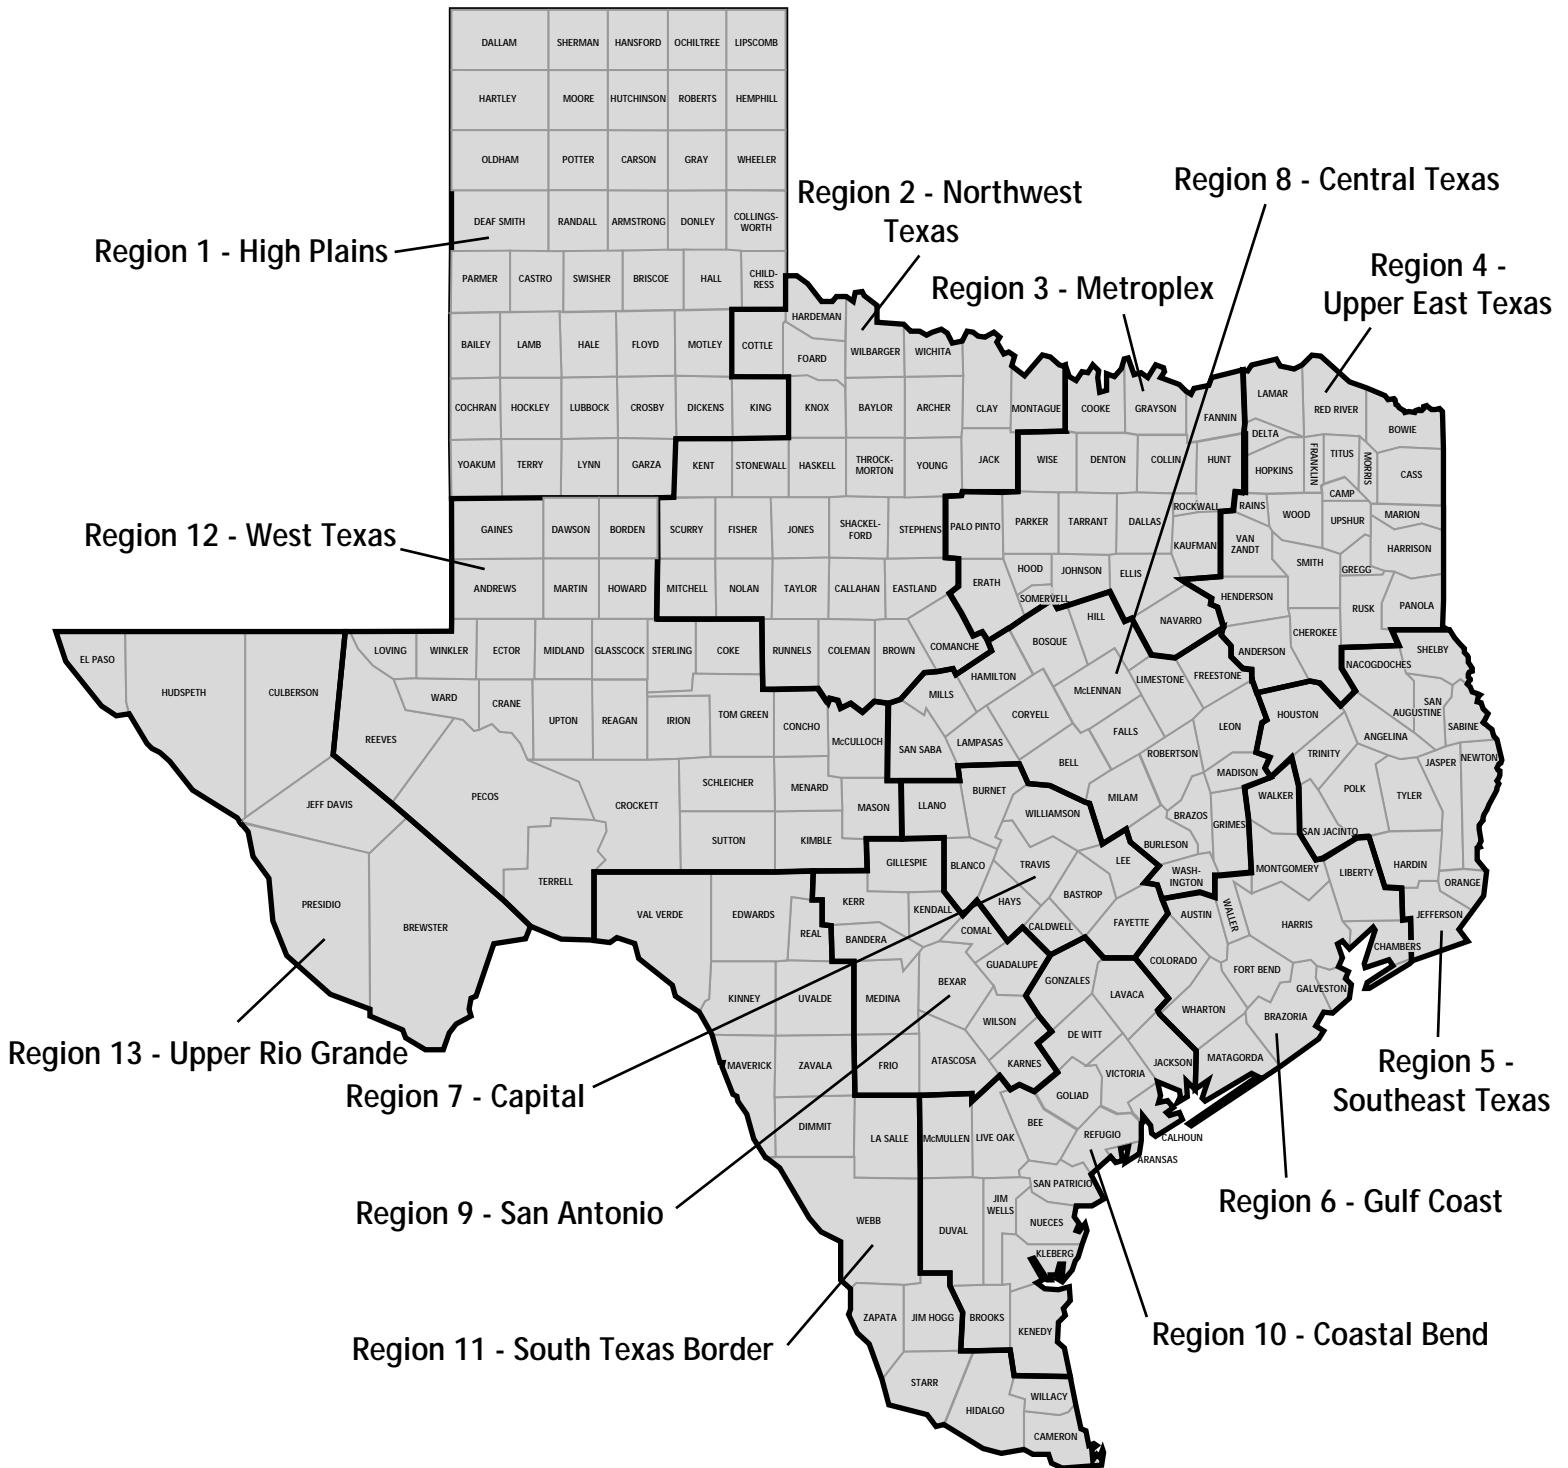 DALLAM SHERMAN HANSFORD OCHILTREE LIPSCOMB
HARTLEY MOORE HUTCHINSON ROBERTS HEMPHILL
OLDHAM POTTER CARSON GRAY WHEELER
Region 8 - Central Texas
Region 2 - Northwest
Texas
DEAF SMITH RANDALL ARMSTRONG DONLEY COLLINGS-
WORTH
Region 1 - High Plains
Region 4 -
Upper East Texas
Region 3 - Metroplex
PARMER CASTRO SWISHER BRISCOE HALL CHILD-
RESS
HARDEMAN
BAILEY LAMB HALE FLOYD MOTLEY COTTLE FOARD WILBARGER WICHITA
COCHRAN HOCKLEY LUBBOCK CROSBY DICKENS KING KNOX BAYLOR ARCHER CLAY MONTAGUE COOKE GRAYSON FANNIN LAMAR RED RIVER BOWIE
DELTA
YOAKUM TERRY LYNN GARZA KENT STONEWALL HASKELL THROCK-
MORTON YOUNG JACK WISE DENTON COLLIN HUNT HOPKINS FRANKLIN TITUS MORRIS CASS
CAMP
Region 12 - West Texas
GAINES DAWSON BORDEN SCURRY FISHER JONES SHACKEL-
FORD STEPHENS PALO PINTO PARKER TARRANT DALLAS ROCKWALL RAINS WOOD UPSHUR MARION
KAUFMAN VAN
ZANDT HARRISON
ANDREWS MARTIN HOWARD MITCHELL NOLAN TAYLOR CALLAHAN EASTLAND ERATH HOOD JOHNSON ELLIS SMITH GREGG
SOMERVELL HENDERSON RUSK PANOLA
HILL NAVARRO CHEROKEE
EL PASO HUDSPETH CULBERSON LOVING WINKLER ECTOR MIDLAND GLASSCOCK STERLING COKE RUNNELS COLEMAN BROWN COMANCHE BOSQUE ANDERSON NACOGDOCHES SHELBY
WARD CRANE HAMILTON McLENNAN LIMESTONE FREESTONE
MILLS SAN
AUGUSTINE
REEVES UPTON REAGAN IRION TOM GREEN CONCHO McCULLOCH SAN SABA LAMPASAS CORYELL FALLS LEON HOUSTON ANGELINA SABINE
BELL ROBERTSON TRINITY JASPER NEWTON
PECOS JEFF DAVIS CROCKETT SCHLEICHER MENARD MASON LLANO BURNET MILAM MADISON WALKER POLK TYLER
SUTTON KIMBLE WILLIAMSON BRAZOS GRIMES SAN JACINTO
GILLESPIE BLANCO TRAVIS LEE BURLESON
WASH-
INGTON MONTGOMERY LIBERTY HARDIN
TERRELL ORANGE
PRESIDIO BREWSTER VAL VERDE EDWARDS REAL KERR KENDALL HAYS BASTROP FAYETTE AUSTIN WALLER HARRIS JEFFERSON
BANDERA COMAL CALDWELL CHAMBERS
GUADALUPE COLORADO FORT BEND
KINNEY UVALDE MEDINA BEXAR GONZALES LAVACA GALVESTON
WILSON DE WITT WHARTON BRAZORIA
Region 13 - Upper Rio Grande
MAVERICK ZAVALA FRIO ATASCOSA KARNES JACKSON MATAGORDA
VICTORIA
Region 5 -
Southeast Texas
Region 7 - Capital
GOLIAD
DIMMIT LA SALLE McMULLEN LIVE OAK BEE REFUGIO CALHOUN
ARANSAS
SAN PATRICIO
Region 9 - San Antonio
WEBB DUVAL JIM
WELLS NUECES
Region 6 - Gulf Coast
KLEBERG
ZAPATA JIM HOGG BROOKS KENEDY
Region 11 - South Texas Border
Region 10 - Coastal Bend
STARR HIDALGO WILLACY
CAMERON